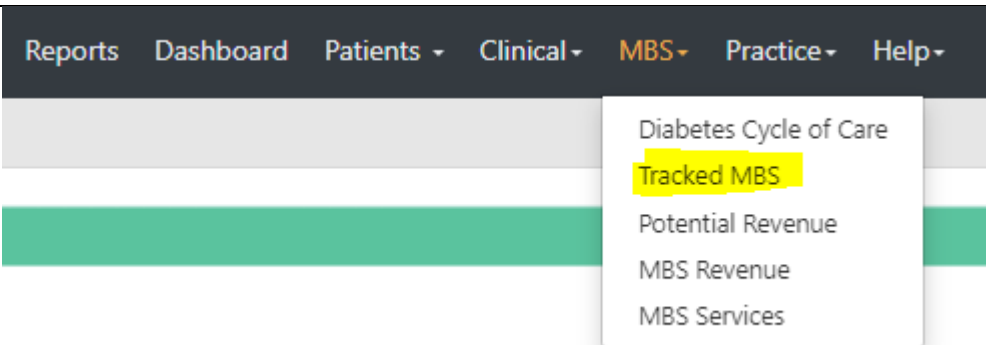 Reports Dashboard Patients Clinical MBS Practice Help
Diabetes Cycle of Care
Tracked MBS
Potential Revenue
MBS Revenue
MBS Services